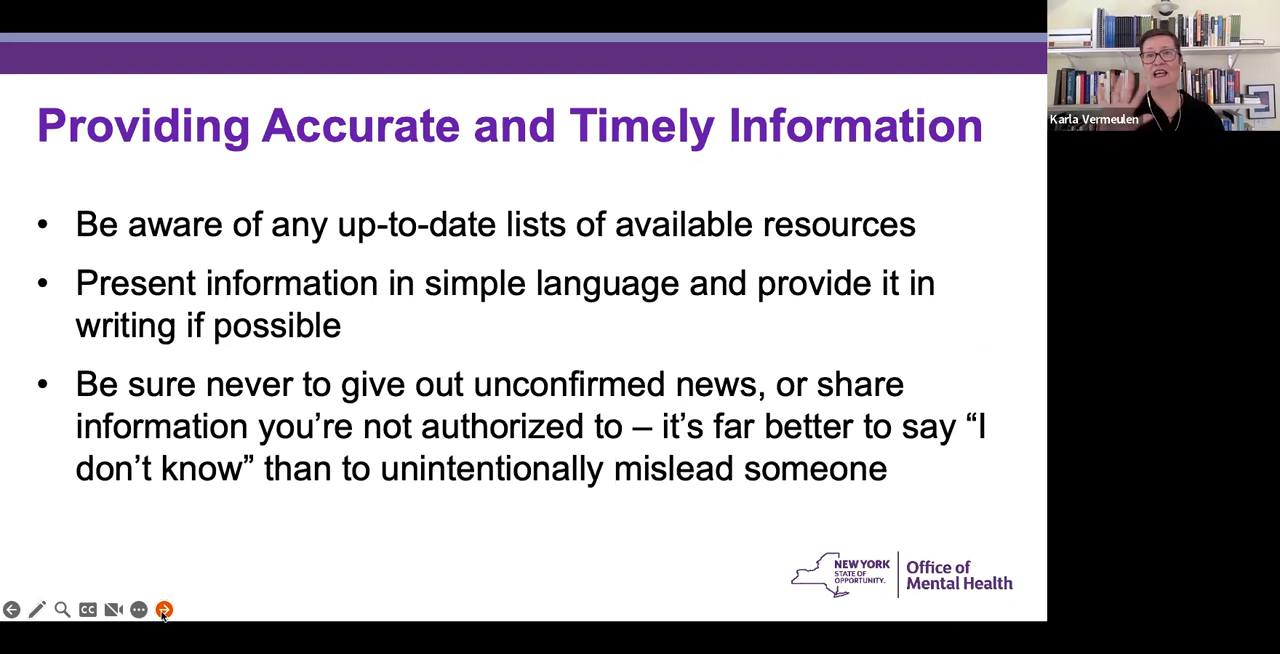 Providing Accurate and Timely Information
• Be aware of any up-to-date lists of available resources
• Present information in simple language and provide it in
writing if possible
• Be sure never to give out unconfirmed news, or share
information you’re not authorized to – it’s far better to say “I
don’t know” than to unintentionally mislead someone
NEW YORK
STATE OF
OPPORTUNITY.
Office of
Mental Health
CC
Karla Vermeulen